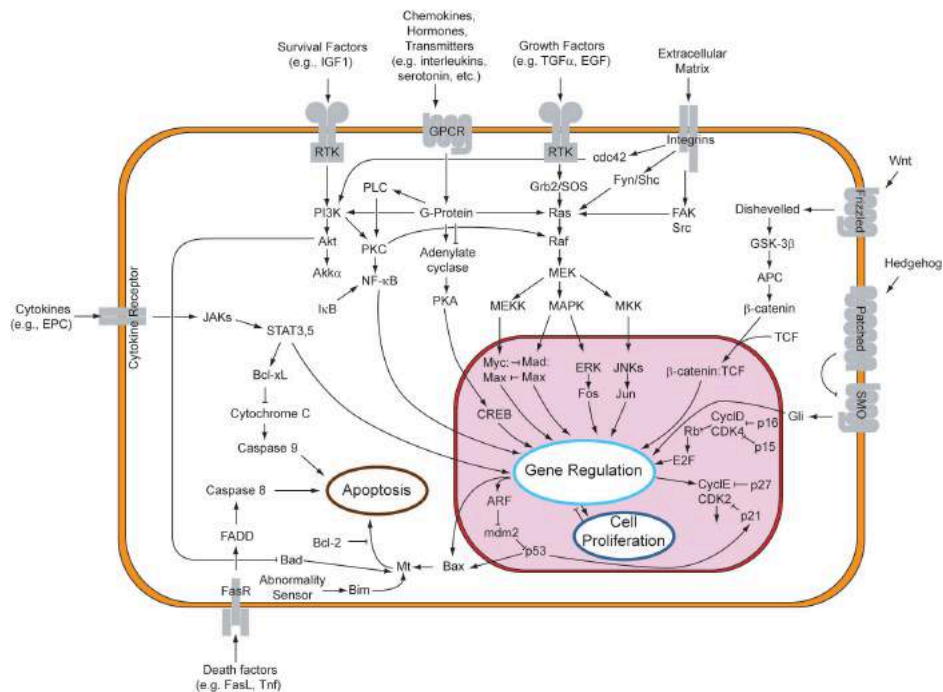 Chemokines,
Hormones,
Transmitters
(e.g. interleukins,
serotonin, etc.)
Survival Factors
(e.g., IGF1)
Growth Factors
(e.g. TGFα, EGF)
Extracellular
Matrix
GPCR
RTK
RTK
Integrins
cdc42
Wnt
Grb2/SOS
Fyn/Shc
PLC
Frizzled
PI3K
G-Protein
Ras
FAK
Src
Dishevelled
Akt
PKC
Adenylate
cyclase
Raf
GSK-3β
Hedgehog
Akkα
NF-κB
MEK
APC
IκB
PKA
MEKK
MAPK
MKK
β-catenin
Cytokines
(e.g., EPC)
Cytokine Receptor
JAKs
STAT3,5
TCF
Patched
Myc:
Max
Mad:
Max
ERK
Fos
JNKs
Jun
β-catenin:TCF
Bcl-xL
Cytochrome C
Caspase 9
CREB
Gli
SMO
CyclD
CDK4
p16
p15
Rb
E2F
Gene Regulation
CyclE
CDK2
p27
p21
Caspase 8
Apoptosis
ARF
mdm2
p53
Cell
Proliferation
FADD
Bcl-2
Bad
Mt
Bax
FasR
Abnormality
Sensor
Bim
Death factors
(e.g. FasL, Tnf)